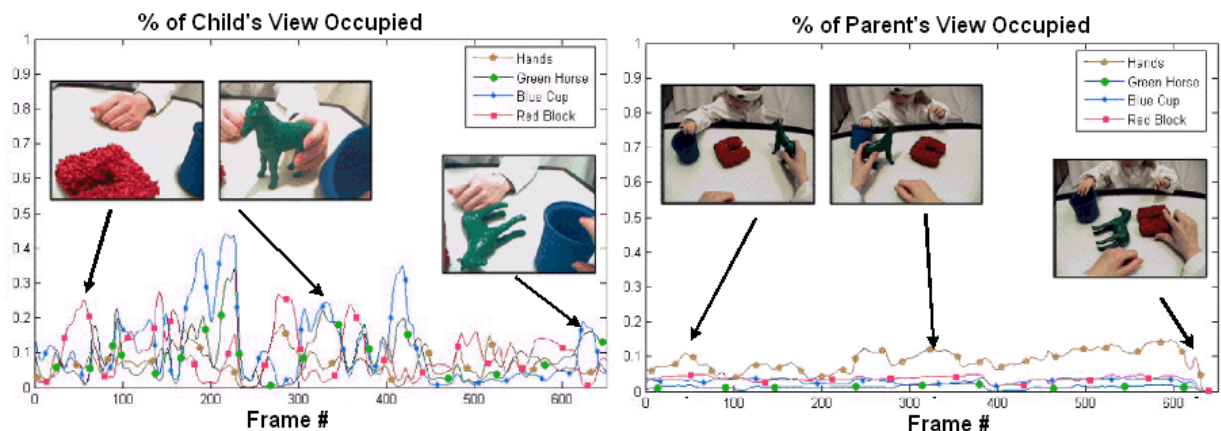 % of Child's View Occupied
1
0.9
0.8
0.7
0.6
0.5
0.4
0.3
0.2
0.1
0
Hands
Green Horse
Blue Cup
Red Block
0 100 200 300 400 500 600
Frame #
% of Parent's View Occupied
1
0.9
0.8
0.7
0.6
0.5
0.4
0.3
0.2
0.1
0
Hands
Green Horse
Blue Cup
Red Block
0 100 200 300 400 500 600
Frame #